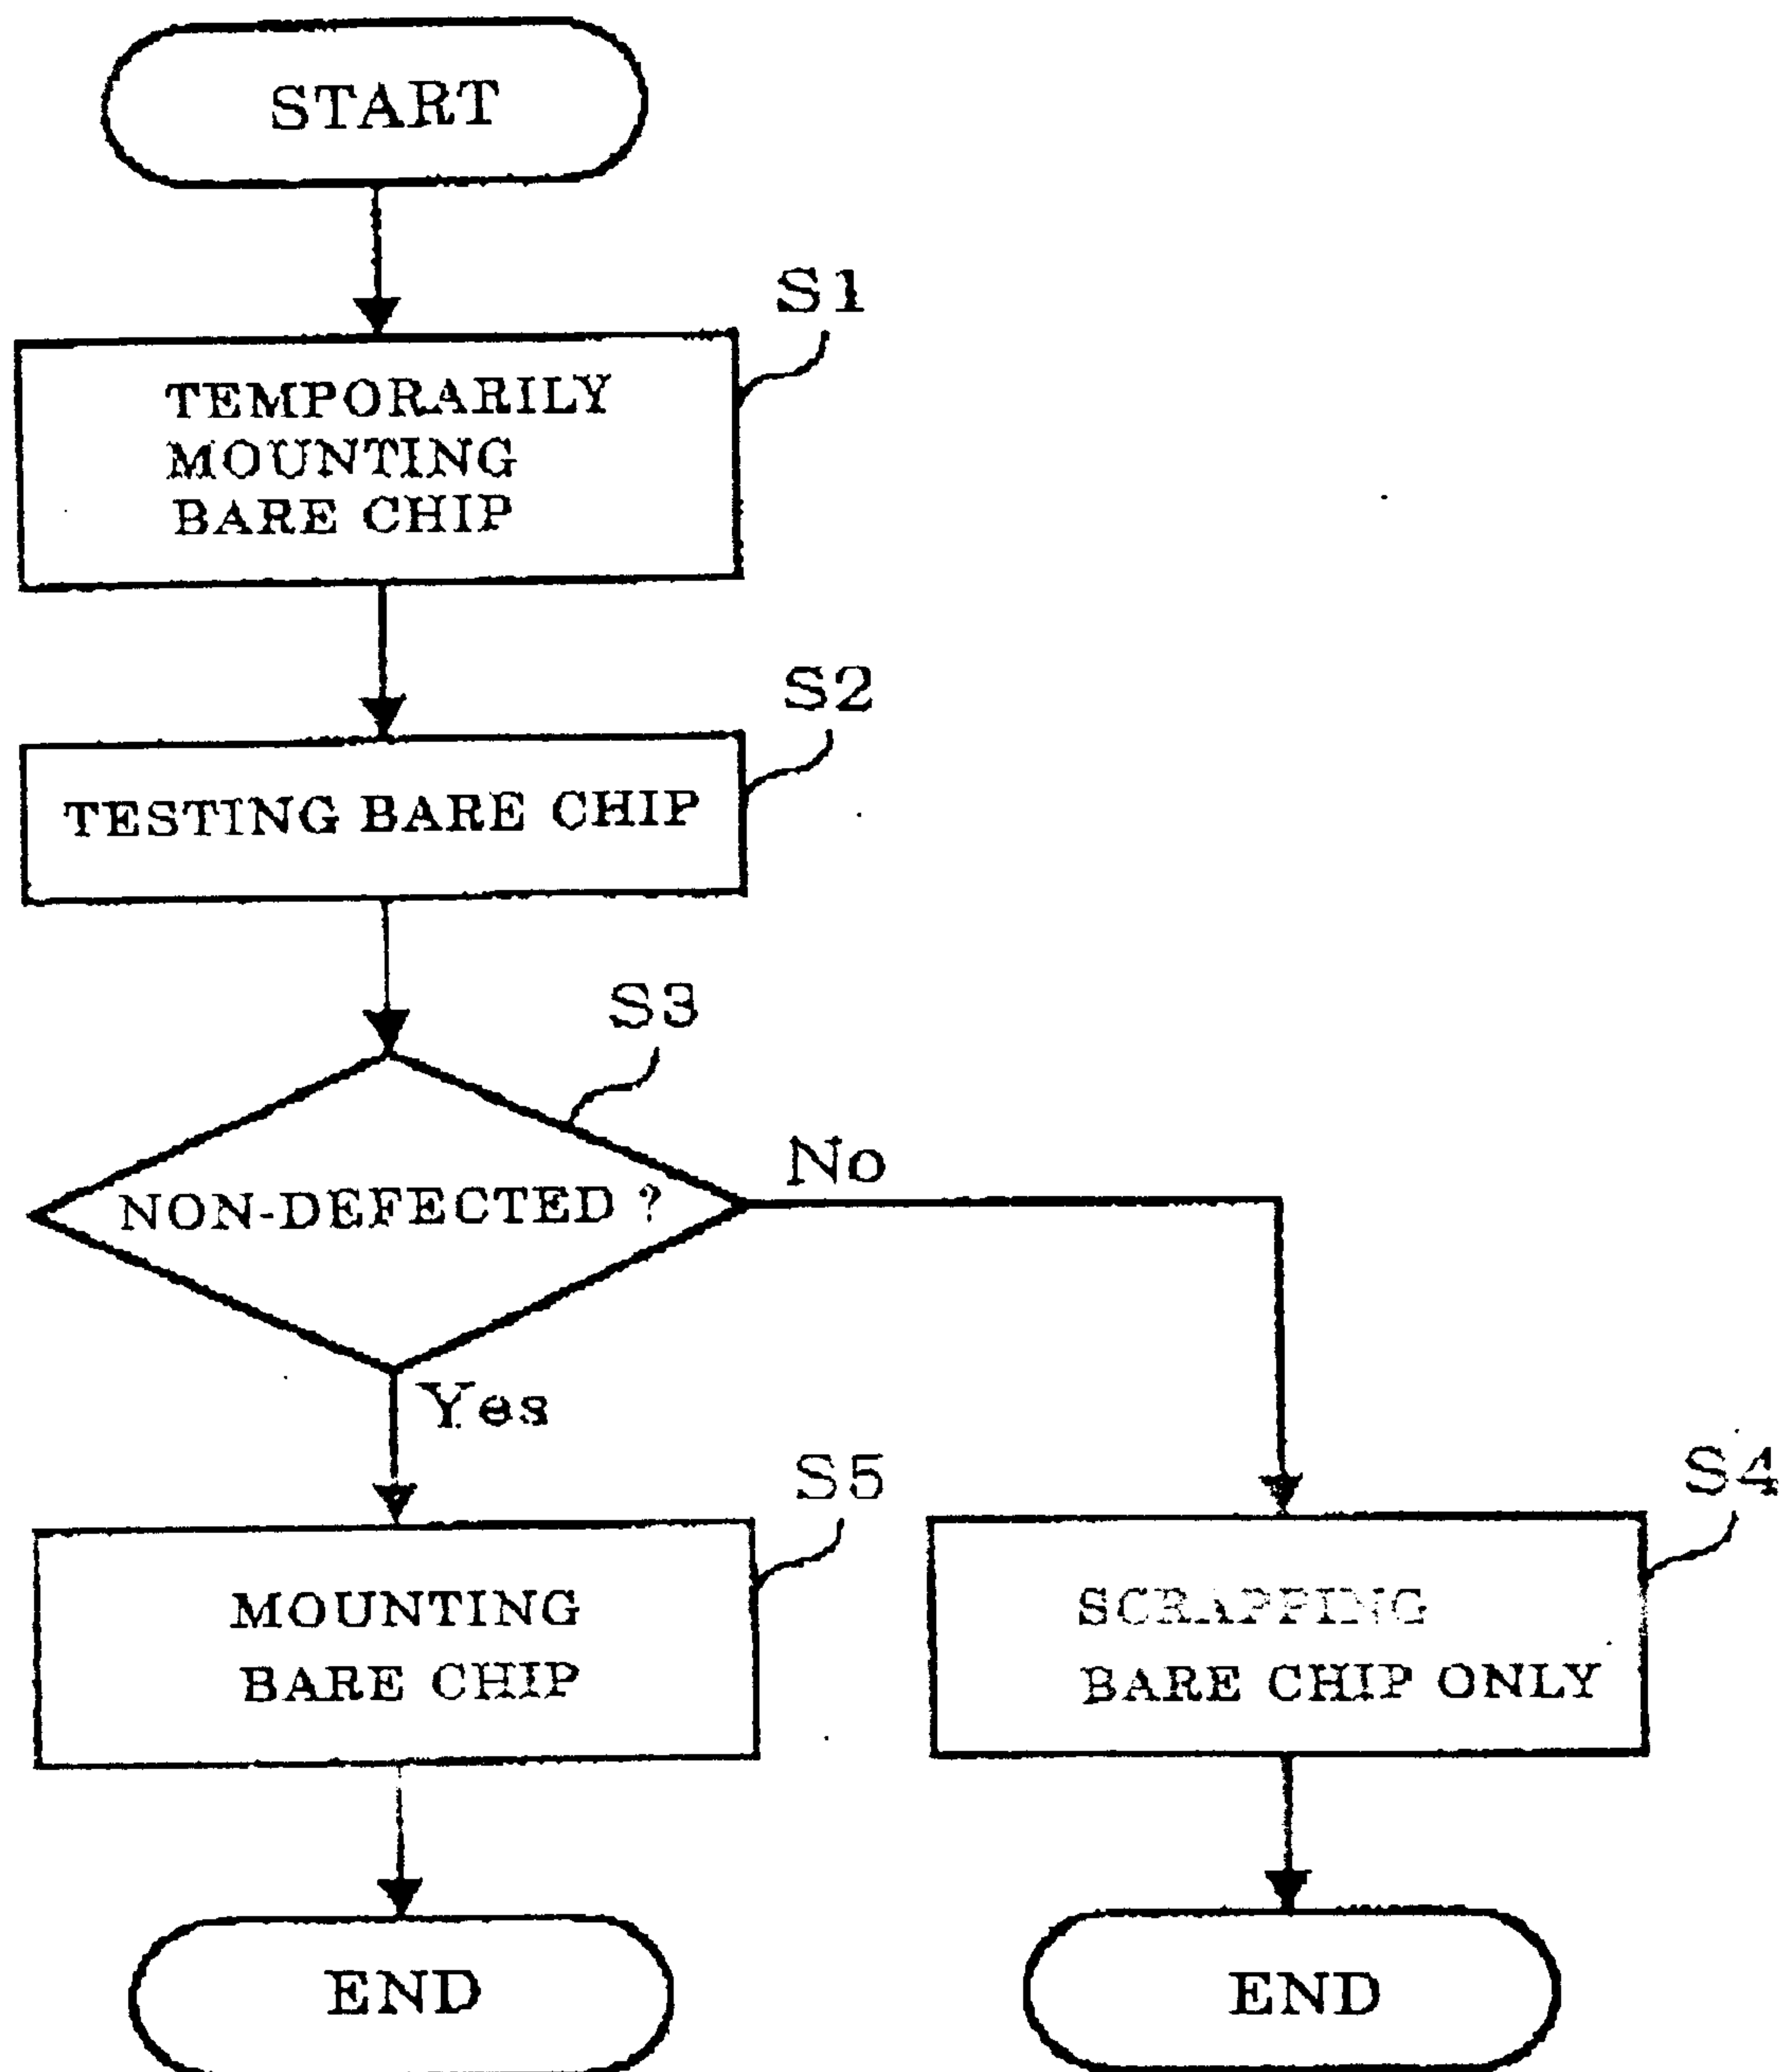 START
S1
TEMPORARILY
MOUNTING
BARE CHIP
S2
TESTING BARE CHIP
S3
NON-DEFECTED ?
No
Yes
S5
MOUNTING
BARE CHIP
S4
SCRAPPING
BARE CHIP ONLY
END
END